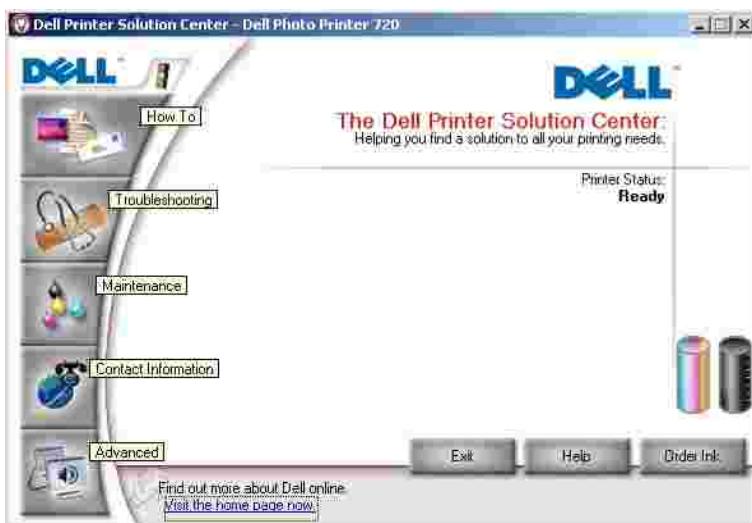 Dell Printer Solution Center - Dell Photo Printer 720
DELL
How To
Troubleshooting
Maintenance
Contact Information
Advanced
DELL
The Dell Printer Solution Center:
Helping you find a solution to all your printing needs.
Printer Status:
Ready
Exit
Help
Order Ink
Find out more about Dell online.
Visit the home page now.